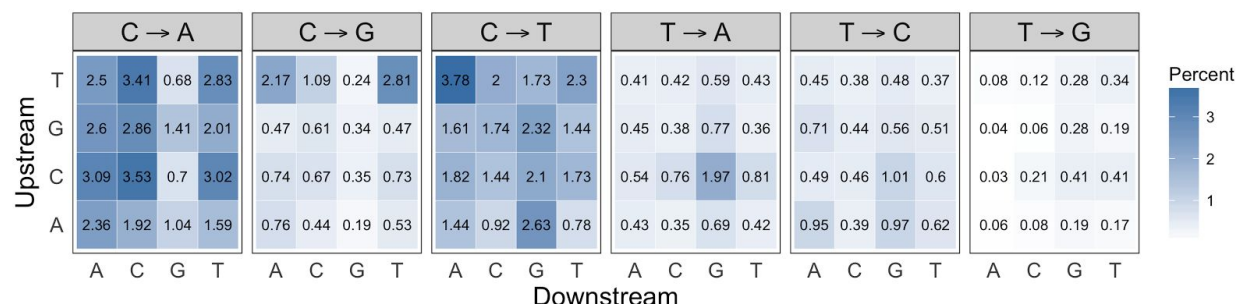 C → A C → G C → T T → A T → C T → G
T 2.5 3.41 0.68 2.83 2.17 1.09 0.24 2.81 3.78 2 1.73 2.3 0.41 0.42 0.59 0.43 0.45 0.38 0.48 0.37 0.08 0.12 0.28 0.34
G 2.6 2.86 1.41 2.01 0.47 0.61 0.34 0.47 1.61 1.74 2.32 1.44 0.45 0.38 0.77 0.36 0.71 0.44 0.56 0.51 0.04 0.06 0.28 0.19
C 3.09 3.53 0.7 3.02 0.74 0.67 0.35 0.73 1.82 1.44 2.1 1.73 0.54 0.76 1.97 0.81 0.49 0.46 1.01 0.6 0.03 0.21 0.41 0.41
A 2.36 1.92 1.04 1.59 0.76 0.44 0.19 0.53 1.44 0.92 2.63 0.78 0.43 0.35 0.69 0.42 0.95 0.39 0.97 0.62 0.06 0.08 0.19 0.17
A C G T A C G T A C G T A C G T A C G T A C G T
Upstream
Downstream
Percent
3
2
1